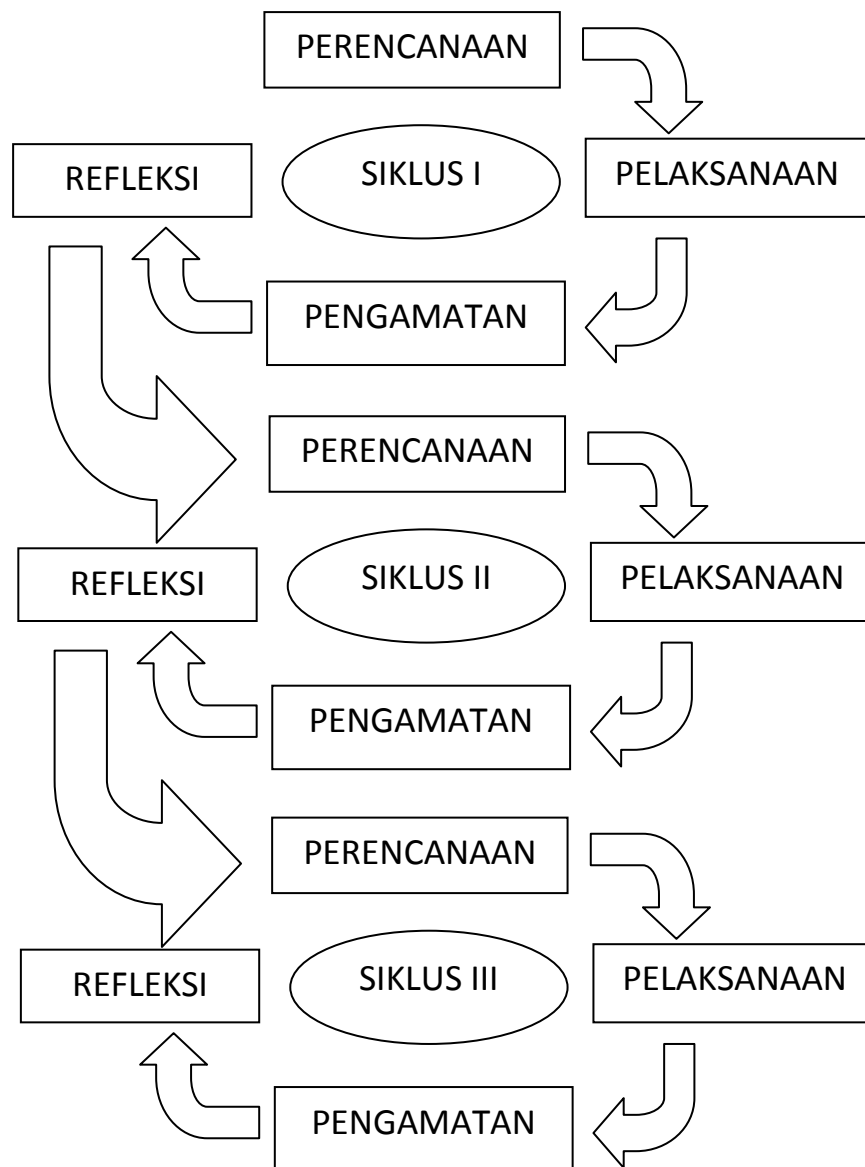 PERENCANAAN
REFLEKSI
SIKLUS I
PELAKSANAAN
PENGAMATAN
PERENCANAAN
REFLEKSI
SIKLUS II
PELAKSANAAN
PENGAMATAN
PERENCANAAN
REFLEKSI
SIKLUS III
PELAKSANAAN
PENGAMATAN